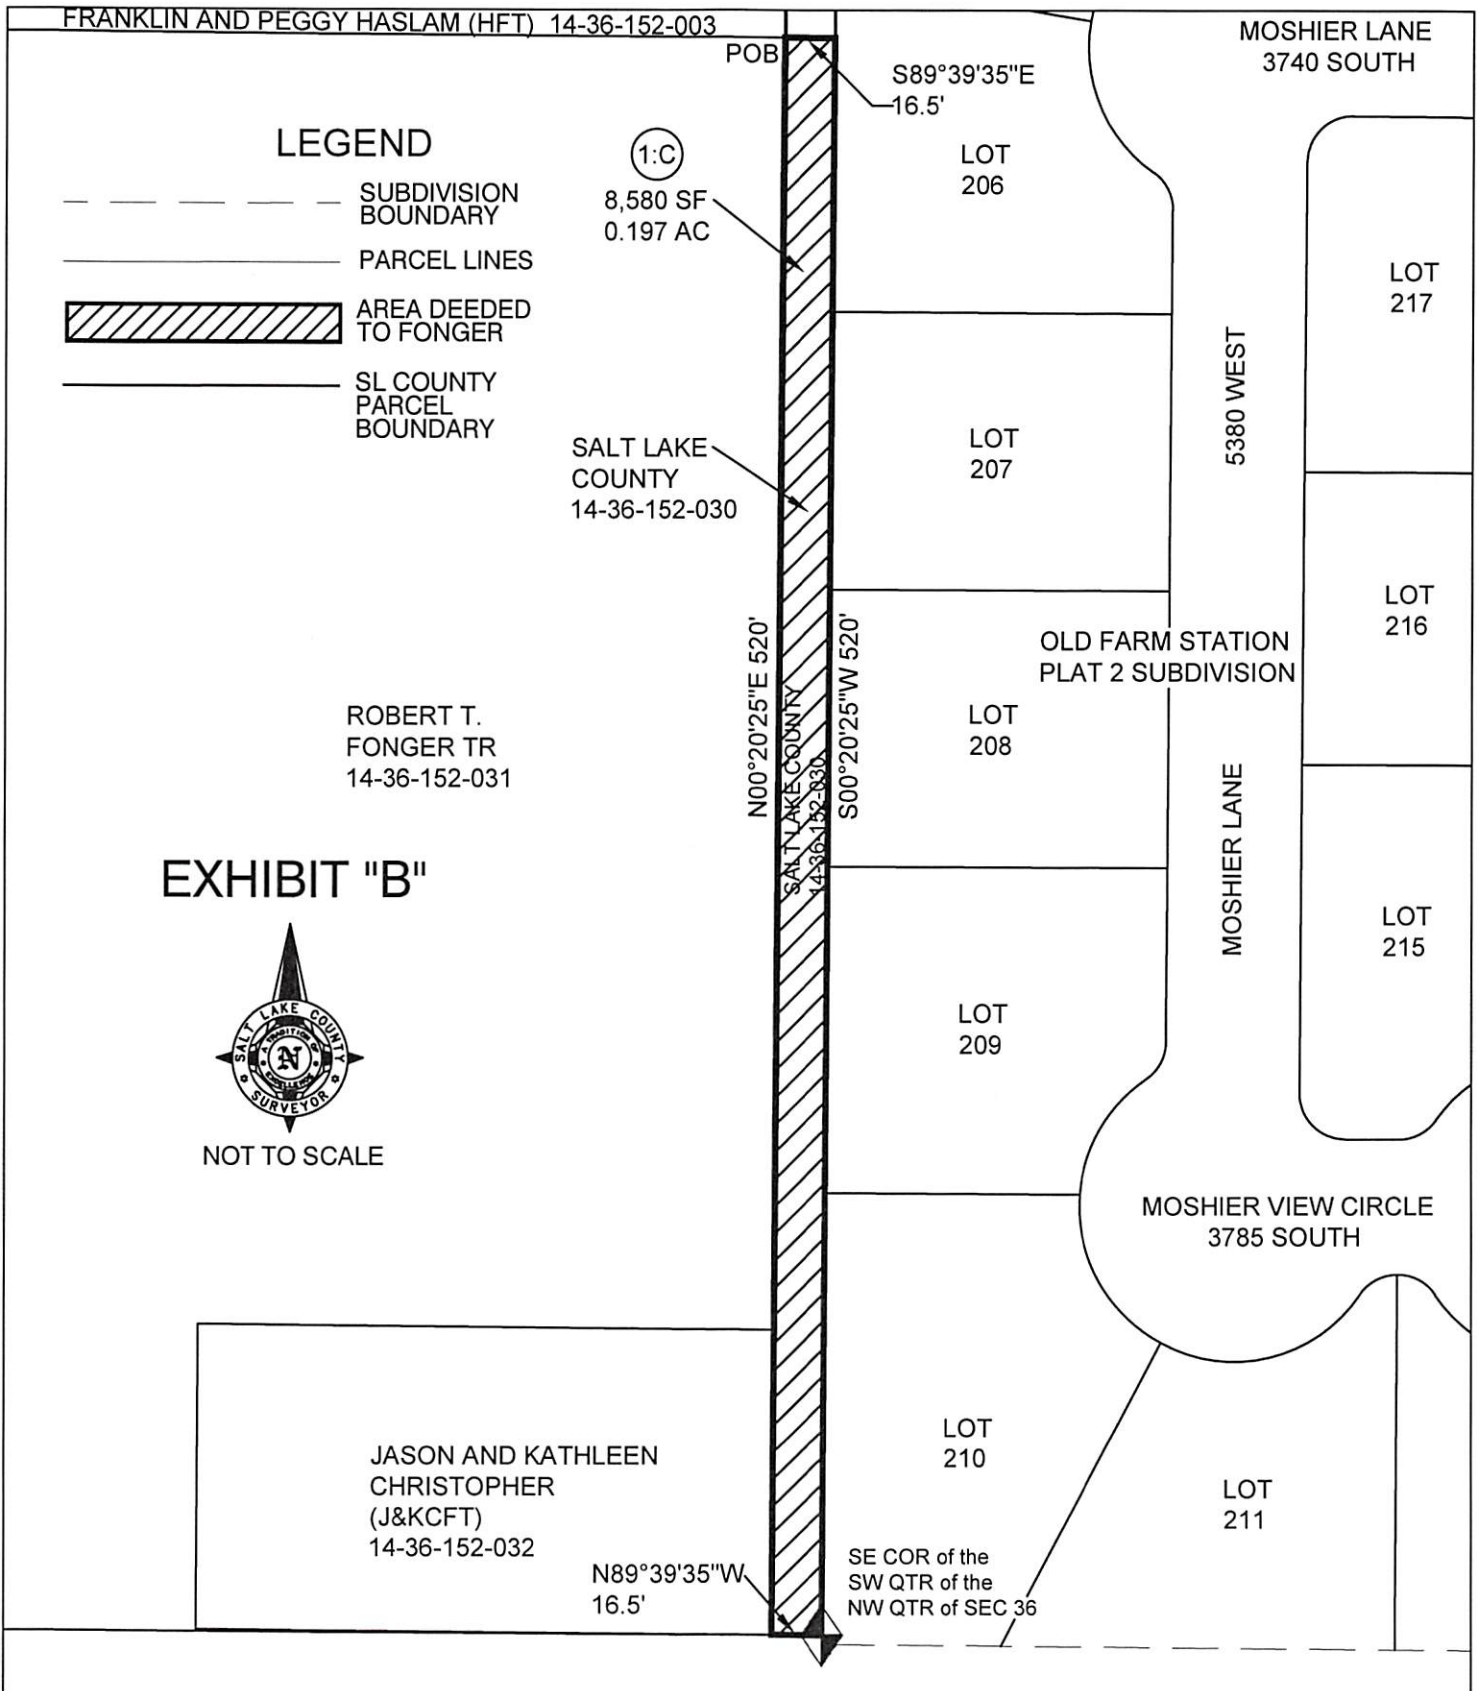 FRANKLIN AND PEGGY HASLAM (HFT) 14-36-152-003
POB
S89°39'35"E
16.5'
MOSHIER LANE
3740 SOUTH
LEGEND
SUBDIVISION
BOUNDARY
PARCEL LINES
AREA DEEDED
TO FONGER
SL COUNTY
PARCEL
BOUNDARY
1:C
8,580 SF
0.197 AC
LOT
206
LOT
217
SALT LAKE
COUNTY
14-36-152-030
LOT
207
5380 WEST
LOT
216
OLD FARM STATION
PLAT 2 SUBDIVISION
N00°20'25"E 520'
SALT LAKE COUNTY
14-36-152-030
S00°20'25"W 520'
ROBERT T.
FONGER TR
14-36-152-031
LOT
208
MOSHIER LANE
LOT
215
EXHIBIT "B"
SALT LAKE COUNTY
A TRADITION OF
N
EXCELLENCE
SURVEYOR
NOT TO SCALE
LOT
209
MOSHIER VIEW CIRCLE
3785 SOUTH
JASON AND KATHLEEN
CHRISTOPHER
(J&KCFT)
14-36-152-032
LOT
210
LOT
211
N89°39'35"W
16.5'
SE COR of the
SW QTR of the
NW QTR of SEC 36